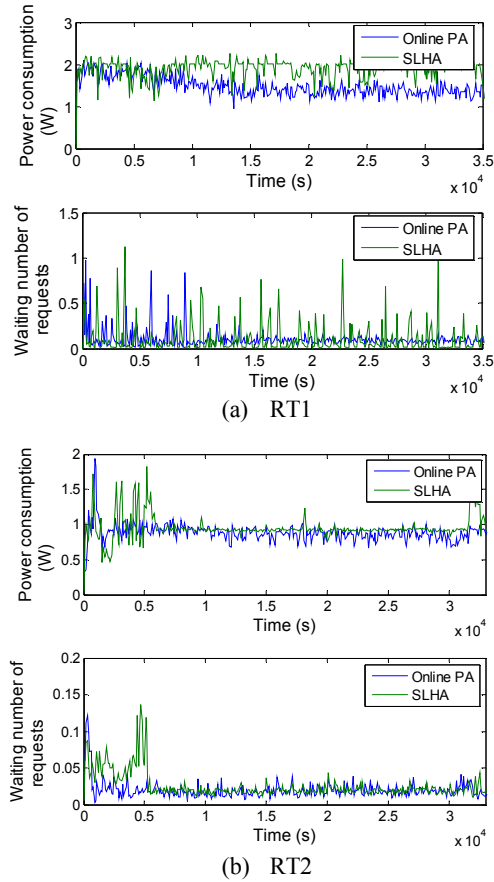 3
2
1
0
Power consumption
(W)
Online PA
SLHA
0 0.5 1 1.5 2 2.5 3 3.5
Time (s)
x 10^4
1.5
1
0.5
0
Waiting number of
requests
Online PA
SLHA
0 0.5 1 1.5 2 2.5 3 3.5
Time (s)
x 10^4
(a) RT1
2
1.5
1
0.5
0
Power consumption
(W)
Online PA
SLHA
0 0.5 1 1.5 2 2.5 3
Time (s)
x 10^4
0.2
0.15
0.1
0.05
0
Waiting number of
requests
Online PA
SLHA
0 0.5 1 1.5 2 2.5 3
Time (s)
x 10^4
(b) RT2